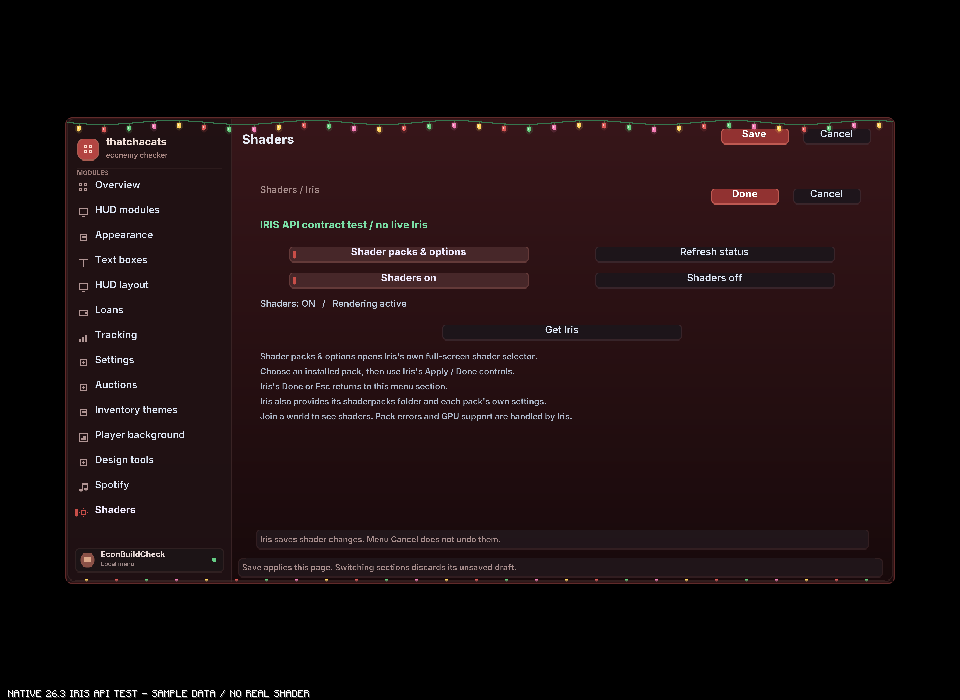 thatchacats
economy checker
MODULES
Overview
HUD modules
Appearance
Text boxes
HUD layout
Loans
Tracking
Settings
Auctions
Inventory themes
Player background
Design tools
Spotify
Shaders
EconBuildCheck
Local menu
Shaders
Save
Cancel
Shaders / Iris
Done
Cancel
IRIS API contract test / no live Iris
Shader packs & options
Refresh status
Shaders on
Shaders off
Shaders: ON / Rendering active
Get Iris
Shader packs & options opens Iris's own full-screen shader selector.
Choose an installed pack, then use Iris's Apply / Done controls.
Iris's Done or Esc returns to this menu section.
Iris also provides its shaderpacks folder and each pack's own settings.
Join a world to see shaders. Pack errors and GPU support are handled by Iris.
Iris saves shader changes. Menu Cancel does not undo them.
Save applies this page. Switching sections discards its unsaved draft.
NATIVE 26.3 IRIS API TEST – SAMPLE DATA / NO REAL SHADER